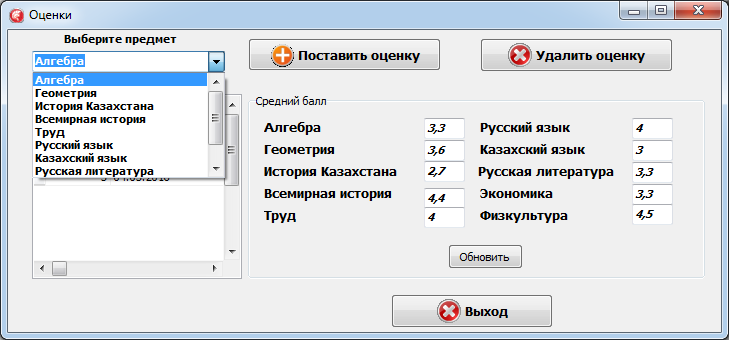 Оценки
Выберите предмет
Алгебра
Поставить оценку
Удалить оценку
Алгебра
Геометрия
История Казахстана
Всемирная история
Труд
Русский язык
Казахский язык
Русская литература
Средний балл
Алгебра 3,3 Русский язык 4
Геометрия 3,6 Казахский язык 3
История Казахстана 2,7 Русская литература 3,3
Всемирная история 4,4 Экономика 3,3
Труд 4 Физкультура 4,5
Обновить
Выход